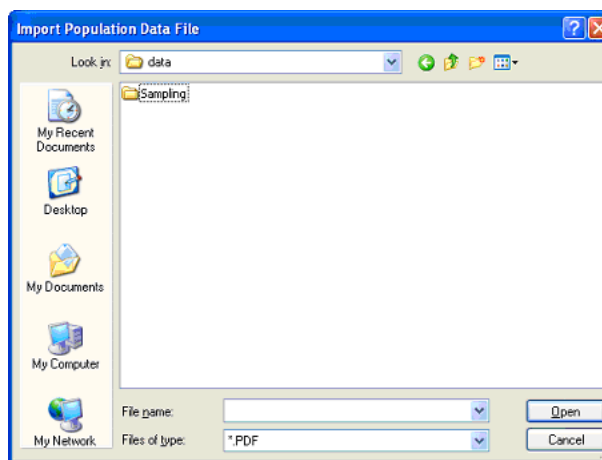 Import Population Data File
Look in: data
Sampling
My Recent
Documents
Desktop
My Documents
My Computer
My Network
File name:
Open
Files of type: *.PDF
Cancel